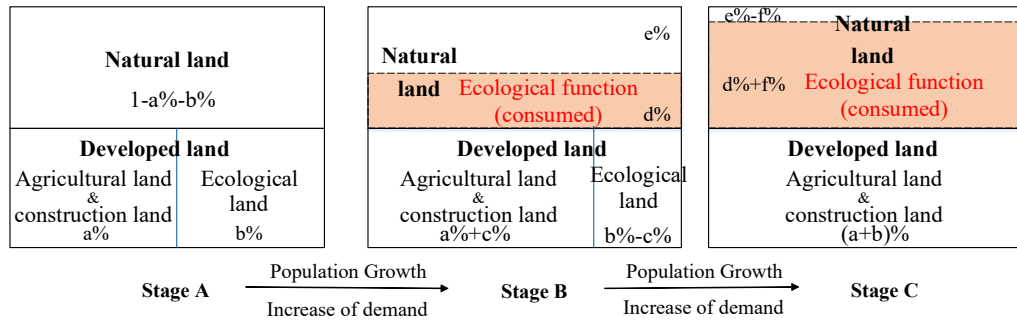 Natural land
1-a%-b%
Developed land
Agricultural land
&
construction land
a%
Ecological
land
b%
e%
Natural
land
Ecological function
(consumed)
d%
Developed land
Agricultural land
&
construction land
a%+c%
Ecological
land
b%-c%
e%-f%
Natural
land
d%+f%
Ecological function
(consumed)
Developed land
Agricultural land
&
construction land
(a+b)%
Stage A
Population Growth
Increase of demand
Stage B
Population Growth
Increase of demand
Stage C